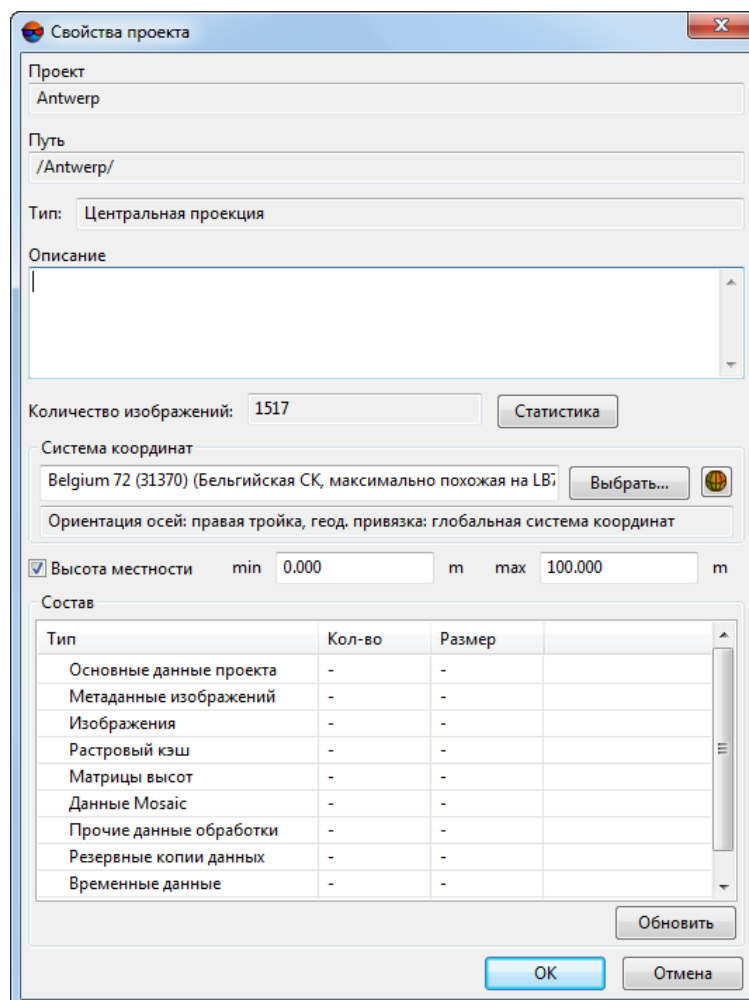 Свойства проекта
Проект
Antwerp
Путь
/Antwerp/
Тип: Центральная проекция
Описание
Количество изображений: 1517 Статистика
Система координат
Belgium 72 (31370) (Бельгийская СК, максимально похожая на LB7 Выбрать...
Ориентация осей: правая тройка, геод. привязка: глобальная система координат
Высота местности min 0.000 m max 100.000 m
Состав
Тип Кол-во Размер
Основные данные проекта - -
Метаданные изображений - -
Изображения - -
Растровый кэш - -
Матрицы высот - -
Данные Mosaic - -
Прочие данные обработки - -
Резервные копии данных - -
Временные данные - -
Обновить
OK Отмена